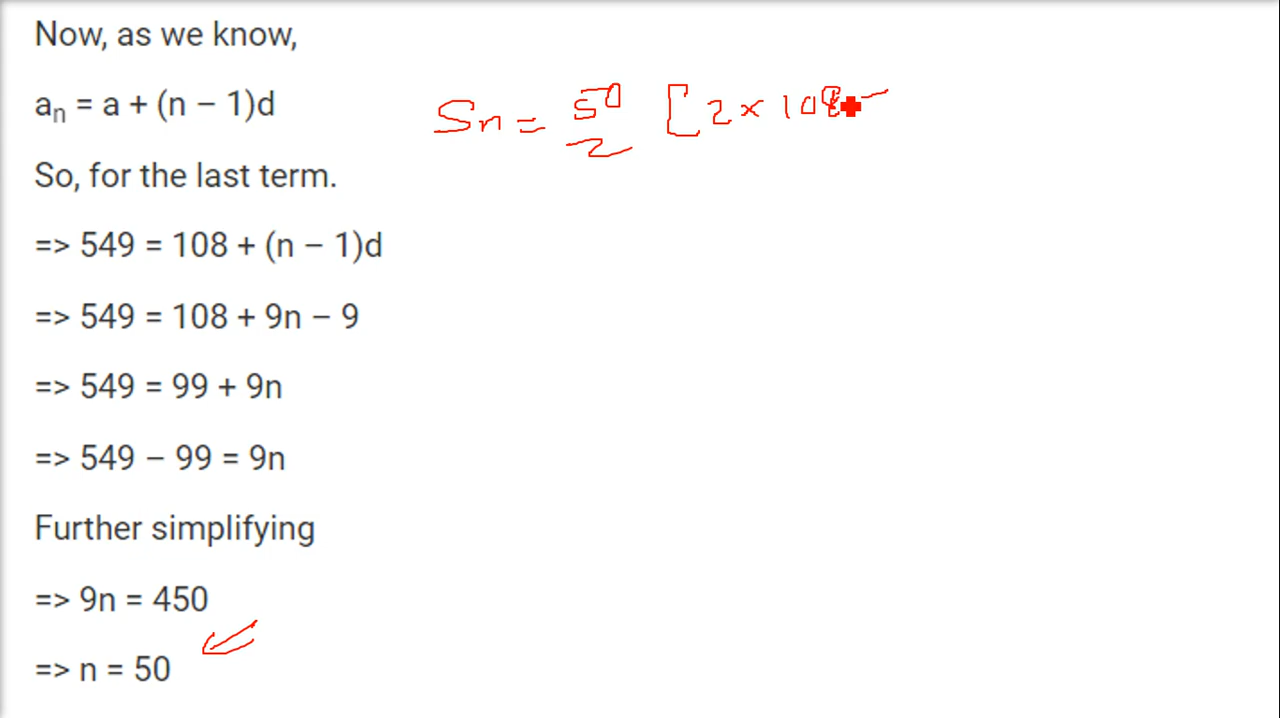 Now, as we know,
aₙ = a + (n – 1)d
Sn = 50/2 [2 × 108
So, for the last term.
=> 549 = 108 + (n – 1)d
=> 549 = 108 + 9n – 9
=> 549 = 99 + 9n
=> 549 – 99 = 9n
Further simplifying
=> 9n = 450
=> n = 50